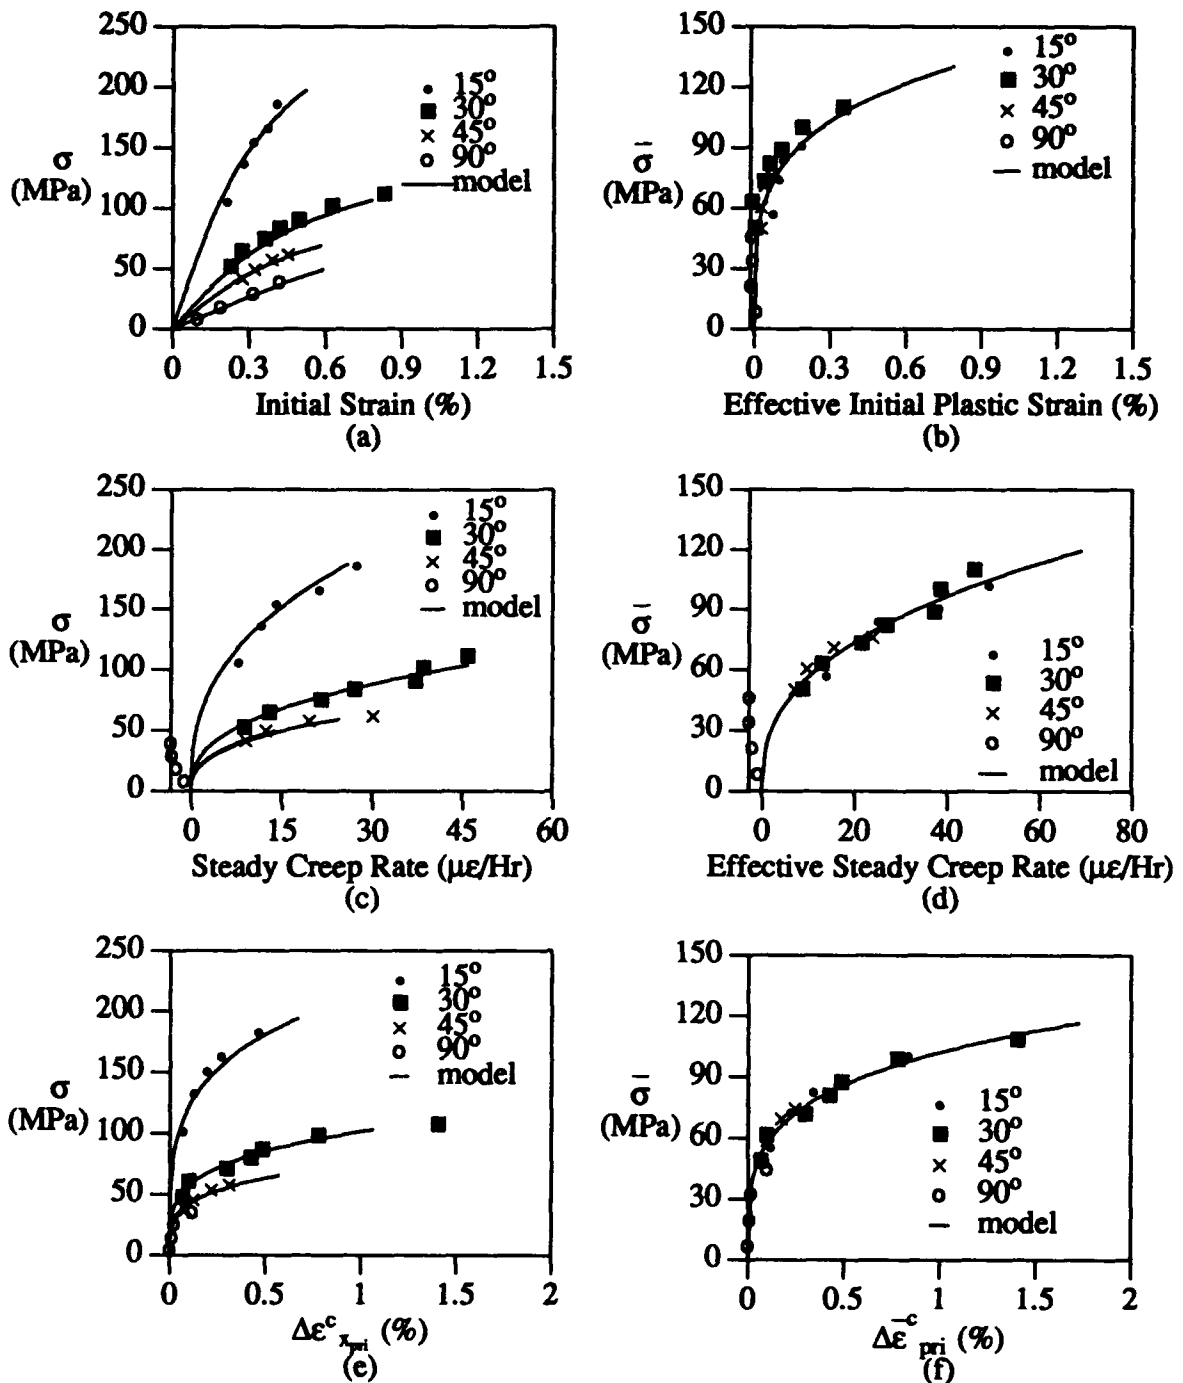 250
200
150
100
50
0
σ
(MPa)
15°
30°
45°
90°
model
0 0.3 0.6 0.9 1.2 1.5
Initial Strain (%)
(a)
150
120
90
60
30
0
σ̄
(MPa)
15°
30°
45°
90°
model
0 0.3 0.6 0.9 1.2 1.5
Effective Initial Plastic Strain (%)
(b)
250
200
150
100
50
0
σ
(MPa)
15°
30°
45°
90°
model
0 15 30 45 60
Steady Creep Rate (με/Hr)
(c)
150
120
90
60
30
0
σ̄
(MPa)
15°
30°
45°
90°
model
0 20 40 60 80
Effective Steady Creep Rate (με/Hr)
(d)
250
200
150
100
50
0
σ
(MPa)
15°
30°
45°
90°
model
0 0.5 1 1.5 2
Δε^c_x_pri (%)
(e)
150
120
90
60
30
0
σ̄
(MPa)
15°
30°
45°
90°
model
0 0.5 1 1.5 2
Δε̄^c_pri (%)
(f)